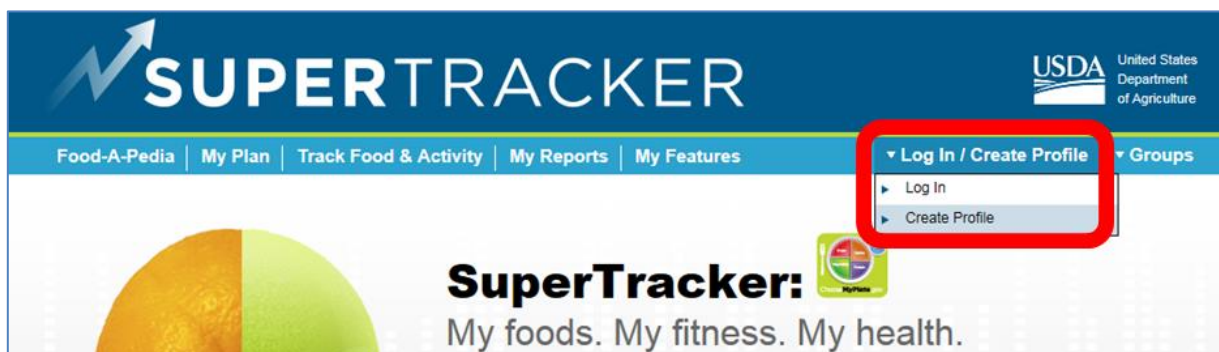 SUPERTRACKER
USDA
United States
Department
of Agriculture
Food-A-Pedia | My Plan | Track Food & Activity | My Reports | My Features
Log In / Create Profile
Groups
Log In
Create Profile
SuperTracker:
My foods. My fitness. My health.